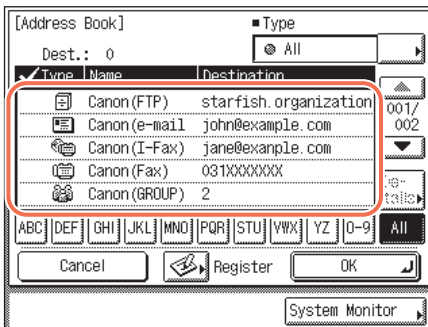 [Address Book]
■Type
Dest.: 0
All
✓Type Name Destination
Canon(FTP) starfish.organization
Canon(e-mail john@example.com
Canon(I-Fax) jane@example.com
Canon(Fax) 031XXXXXXX
Canon(GROUP) 2
001/
002
ABC DEF GHI JKL MNO PQR STU VWX YZ 0-9 All
Cancel Register OK
System Monitor